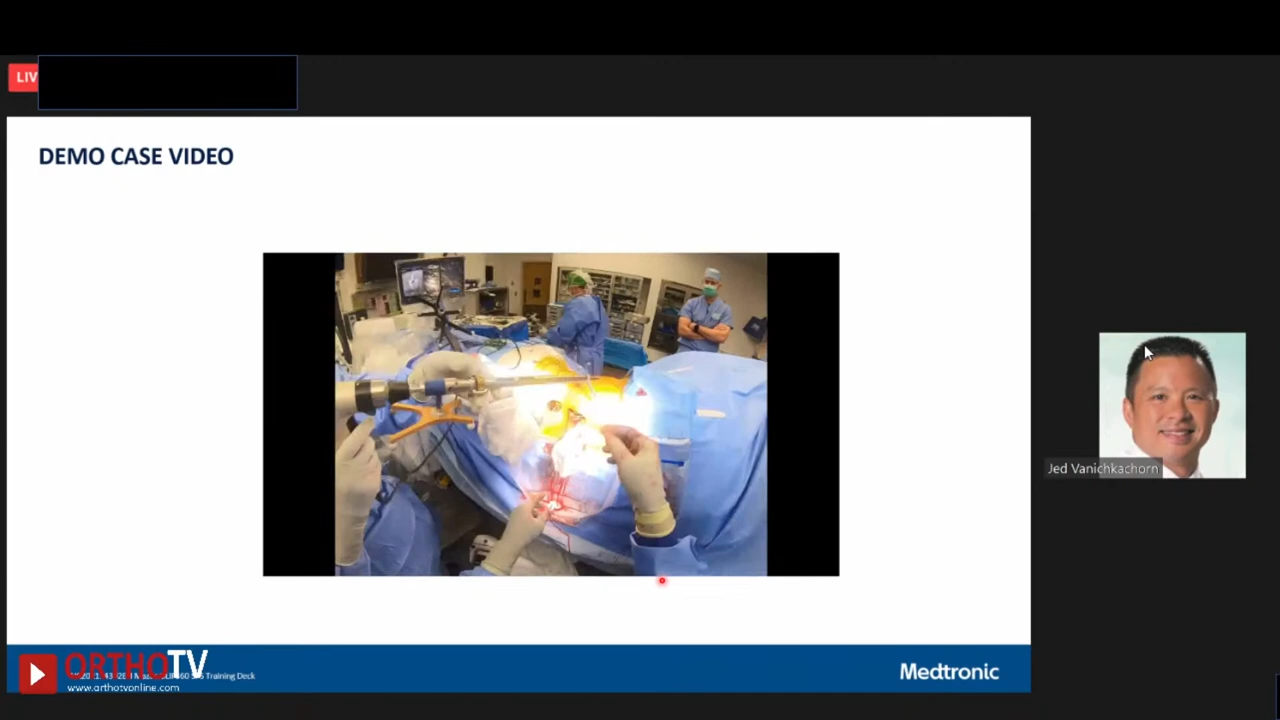 LIV
DEMO CASE VIDEO
Jed Vanichkachorn
ORTHOTV
Training Deck
www.orthotvonline.com
Medtronic